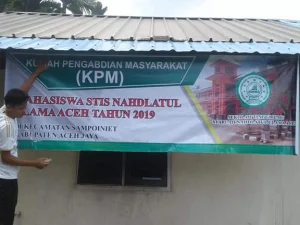 KULIAH PENGABDIAN MASYARAKAT
(KPM)
MAHASISWA STIS NAHDLATUL
ULAMA ACEH TAHUN 2019
KECAMATAN SAMPOINIET
KABUPATEN ACEH JAYA